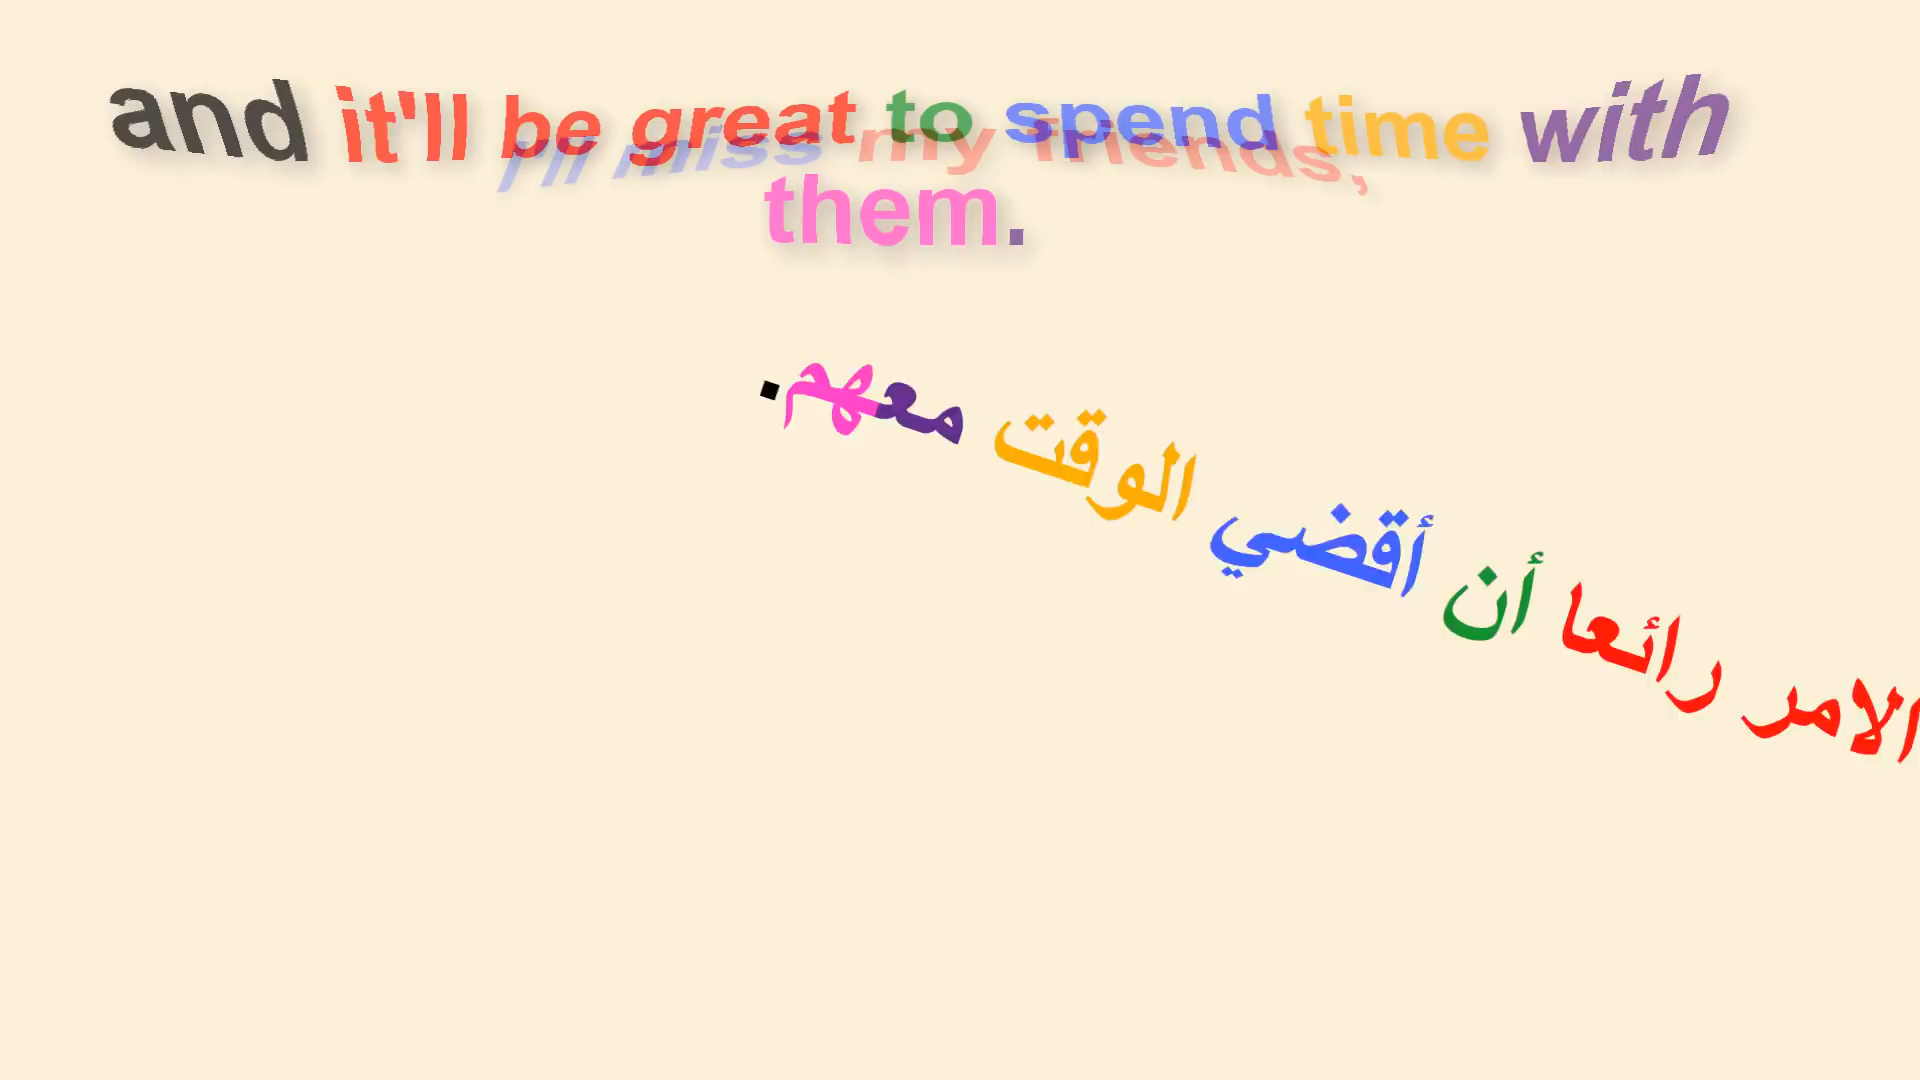 and it'll be great to spend time with
I'll miss my friends,
them.
الامر رائعا أن أقضي الوقت معهم.